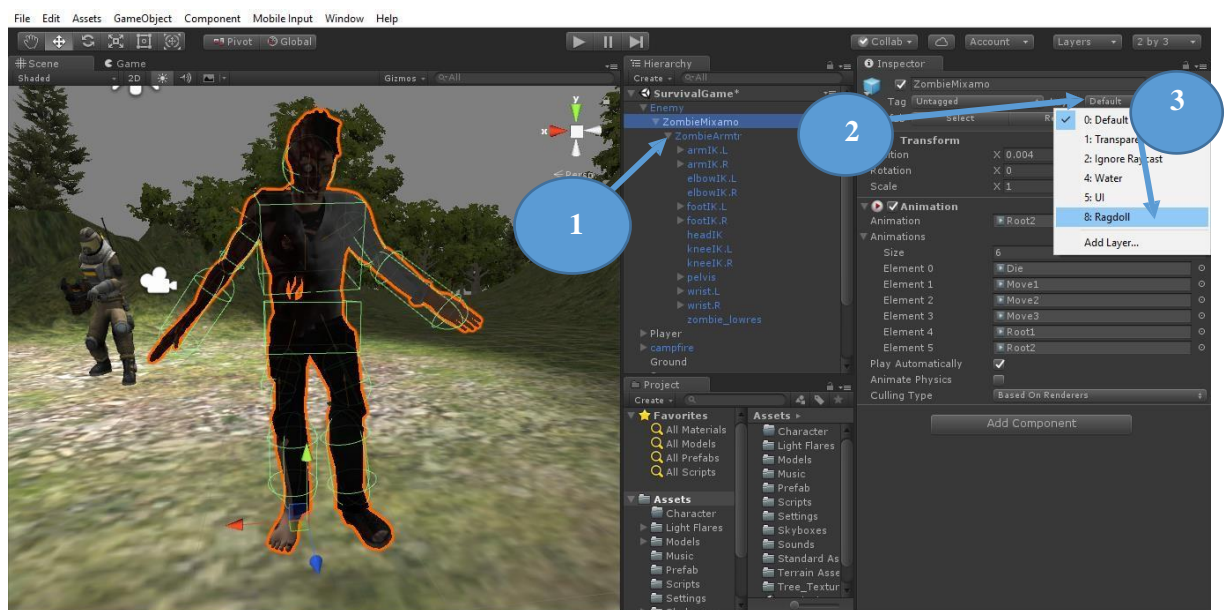 File Edit Assets GameObject Component Mobile Input Window Help
Pivot Global
Collab Account Layers 2 by 3
Scene Game
Shaded 2D Gizmos All
y
x
Persp
Hierarchy
Create All
SurvivalGame*
Enemy
ZombieMixamo
ZombieArmtr
armIK.L
armIK.R
elbowIK.L
elbowIK.R
footIK.L
footIK.R
headIK
kneeIK.L
kneeIK.R
pelvis
wrist.L
wrist.R
zombie_lowres
Player
campfire
Ground
1
2
3
Project
Create
Favorites
All Materials
All Models
All Prefabs
All Scripts
Assets
Character
Light Flares
Models
Music
Prefab
Scripts
Settings
Assets
Character
Light Flares
Models
Music
Prefab
Scripts
Settings
Skyboxes
Sounds
Standard As
Terrain Asse
Tree_Textur
Inspector
ZombieMixamo
Tag Untagged Default
Select
0: Default
1: Transpare
2: Ignore Raycast
4: Water
5: UI
8: Ragdoll
Add Layer...
Transform
X 0.004
Rotation X 0
Scale X 1
Animation
Animation Root2
Animations
Size 6
Element 0 Die
Element 1 Move1
Element 2 Move2
Element 3 Move3
Element 4 Root1
Element 5 Root2
Play Automatically
Animate Physics
Culling Type Based On Renderers
Add Component